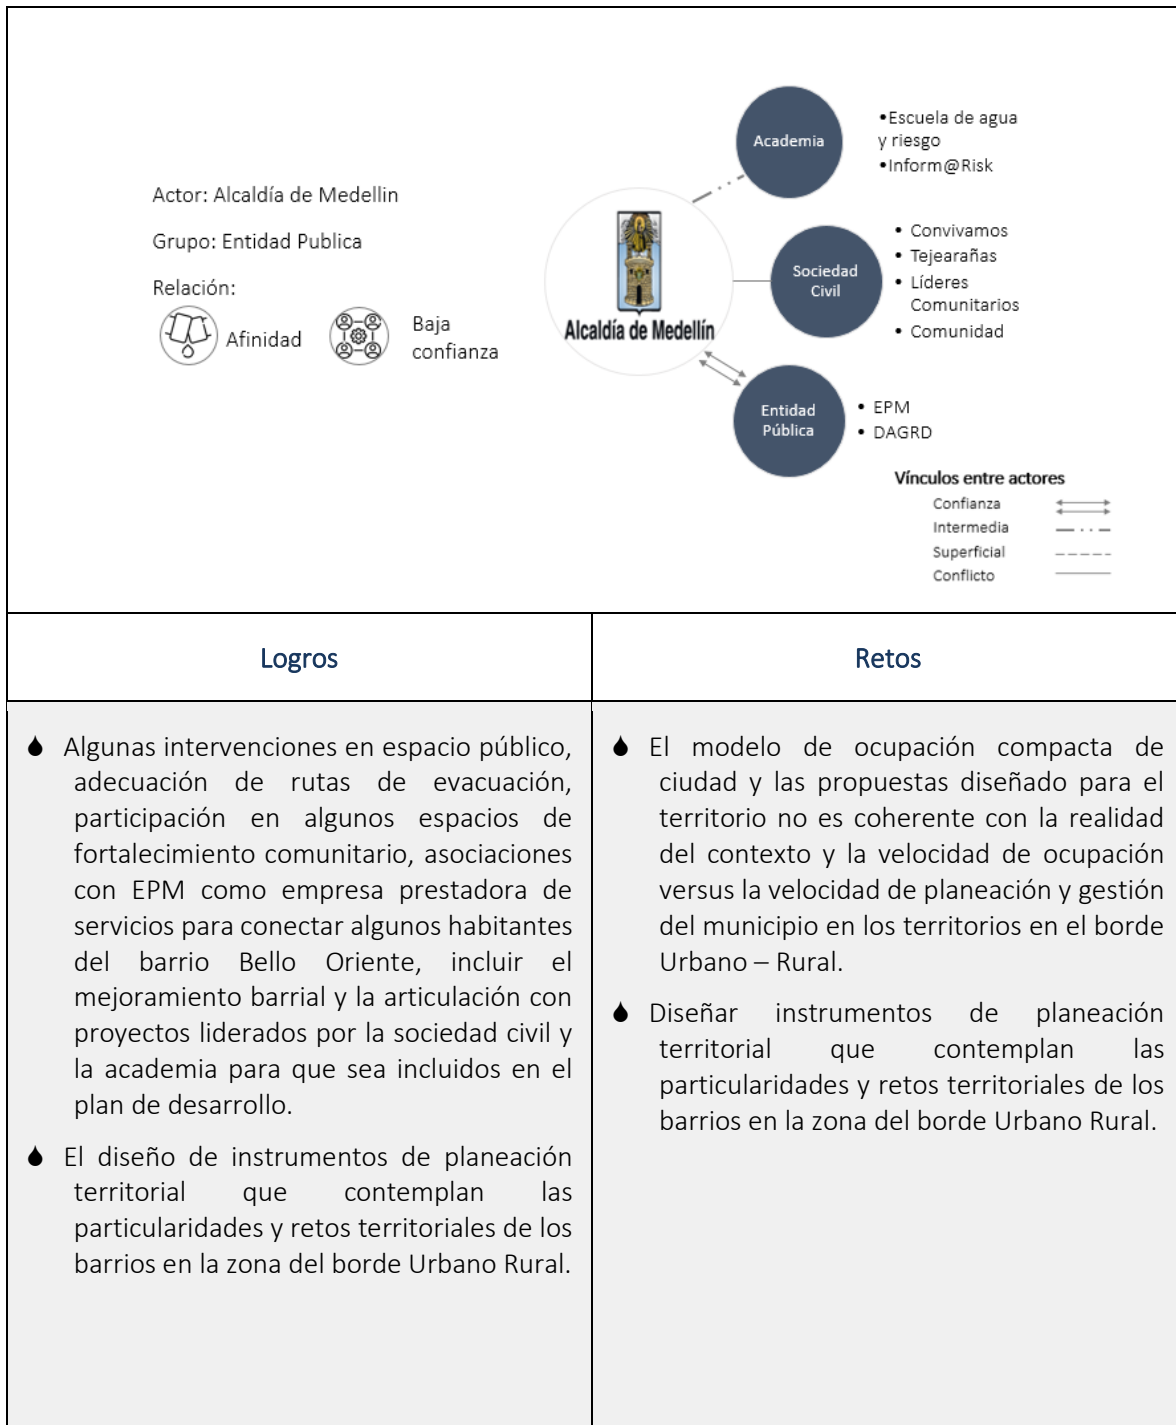 Actor: Alcaldía de Medellin
Grupo: Entidad Publica
Relación:
Afinidad
Baja
confianza
Alcaldía de Medellín
Academia
•Escuela de agua
y riesgo
•Inform@Risk
Sociedad
Civil
• Convivamos
• Tejearañas
• Líderes
Comunitarios
• Comunidad
Entidad
Pública
• EPM
• DAGRD
Vínculos entre actores
Confianza
Intermedia
Superficial
Conflicto
Logros
Algunas intervenciones en espacio público,
adecuación de rutas de evacuación,
participación en algunos espacios de
fortalecimiento comunitario, asociaciones
con EPM como empresa prestadora de
servicios para conectar algunos habitantes
del barrio Bello Oriente, incluir el
mejoramiento barrial y la articulación con
proyectos liderados por la sociedad civil y
la academia para que sea incluidos en el
plan de desarrollo.
El diseño de instrumentos de planeación
territorial que contemplan las
particularidades y retos territoriales de los
barrios en la zona del borde Urbano Rural.
Retos
El modelo de ocupación compacta de
ciudad y las propuestas diseñado para el
territorio no es coherente con la realidad
del contexto y la velocidad de ocupación
versus la velocidad de planeación y gestión
del municipio en los territorios en el borde
Urbano – Rural.
Diseñar instrumentos de planeación
territorial que contemplan las
particularidades y retos territoriales de los
barrios en la zona del borde Urbano Rural.